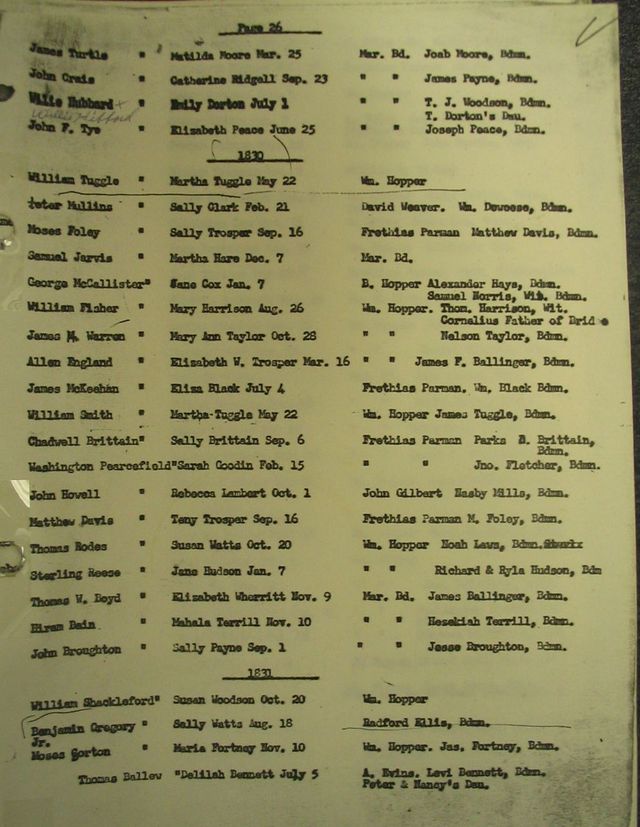 Page 26
James Turtle " Matilda Moore Mar. 25 Mar. Bd. Joab Moore, Bdmn.
John Crais " Catherine Ridgell Sep. 23 " " James Payne, Bdmn.
Willie Hubbard " Emily Dorton July 1 " " T. J. Woodson, Bdmn.
T. Dorton's Dau.
John F. Tye " Elizabeth Peace June 25 " " Joseph Peace, Bdmn.
1830
William Tuggle " Martha Tuggle May 22 Wm. Hopper
Peter Mullins " Sally Clark Feb. 21 David Weaver. Wm. Deweese, Bdmn.
Moses Foley " Sally Trosper Sep. 16 Frethias Parman Matthew Davis, Bdmn.
Samuel Jarvis " Martha Hare Dec. 7 Mar. Bd.
George McCallister" Jane Cox Jan. 7 B. Hopper Alexander Hays, Bdmn.
Samuel Norris, Wit. Bdmn.
William Fisher " Mary Harrison Aug. 26 Wm. Hopper. Thom. Harrison, Wit.
Cornelius Father of Brid
James M. Warren " Mary Ann Taylor Oct. 28 " " Nelson Taylor, Bdmn.
Allen England " Elizabeth W. Trosper Mar. 16 " " James F. Ballinger, Bdmn.
James McKeehan " Eliza Black July 4 Frethias Parman. Wm. Black Bdmn.
William Smith " Martha-Tuggle May 22 Wm. Hopper James Tuggle, Bdmn.
Chadwell Brittain" Sally Brittain Sep. 6 Frethias Parman Parks Brittain,
Bdmn.
Washington Pearcefield"Sarah Goodin Feb. 15 " " Jno. Fletcher, Bdmn.
John Howell " Rebecca Lambert Oct. 1 John Gilbert Nasby Mills, Bdmn.
Matthew Davis " Teny Trosper Sep. 16 Frethias Parman M. Foley, Bdmn.
Thomas Rodes " Susan Watts Oct. 20 Wm. Hopper Noah Laws, Bdmn.
Sterling Reese " Jane Hudson Jan. 7 " " Richard & Ryla Hudson, Bdm
Thomas W. Boyd " Elizabeth Wherritt Nov. 9 Mar. Bd. James Ballinger, Bdmn.
Hiram Bain " Mahala Terrill Nov. 10 " " Hesekiah Terrill, Bdmn.
John Broughton " Sally Payne Sep. 1 " " Jesse Broughton, Bdmn.
1831
William Shackleford" Susan Woodson Oct. 20 Wm. Hopper
Benjamin Gregory " Sally Watts Aug. 18 Radford Ellis, Bdmn.
Jr.
Moses Gorton " Maria Fortney Nov. 10 Wm. Hopper. Jas. Fortney, Bdmn.
Thomas Ballew "Delilah Bennett July 5 A. Evins. Levi Bennett, Bdmn.
Peter & Nancy's Dau.